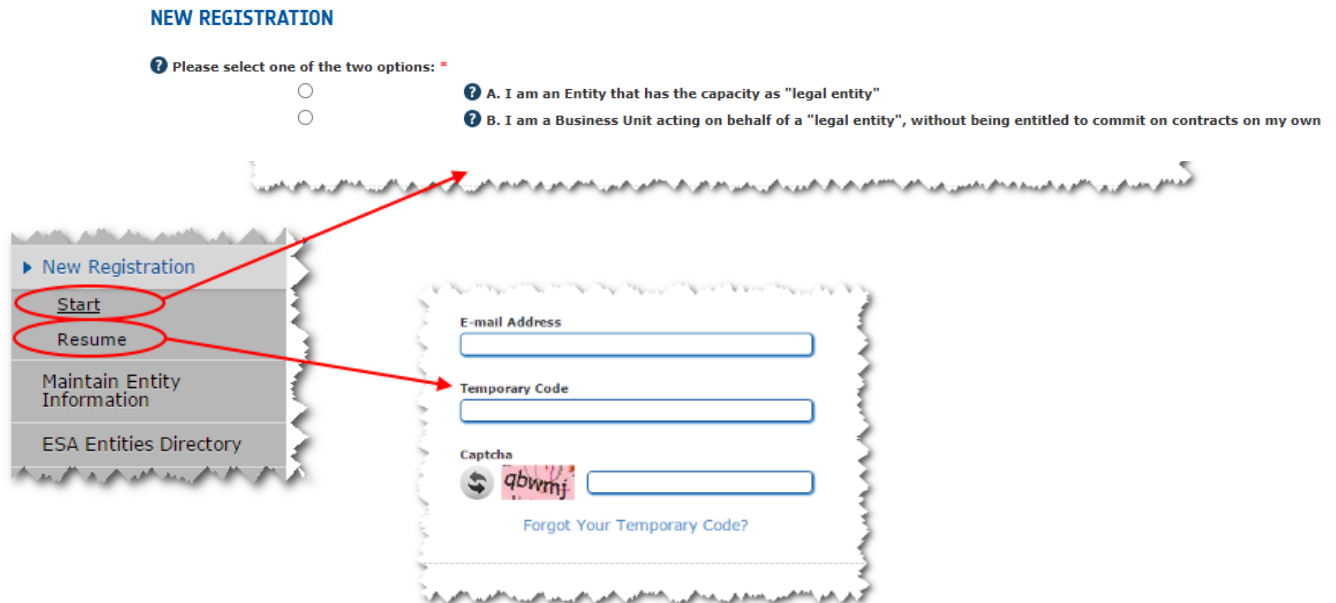 NEW REGISTRATION
? Please select one of the two options: *
? A. I am an Entity that has the capacity as "legal entity"
? B. I am a Business Unit acting on behalf of a "legal entity", without being entitled to commit on contracts on my own
New Registration
Start
Resume
Maintain Entity
Information
ESA Entities Directory
E-mail Address
Temporary Code
Captcha
qbwmj
Forgot Your Temporary Code?